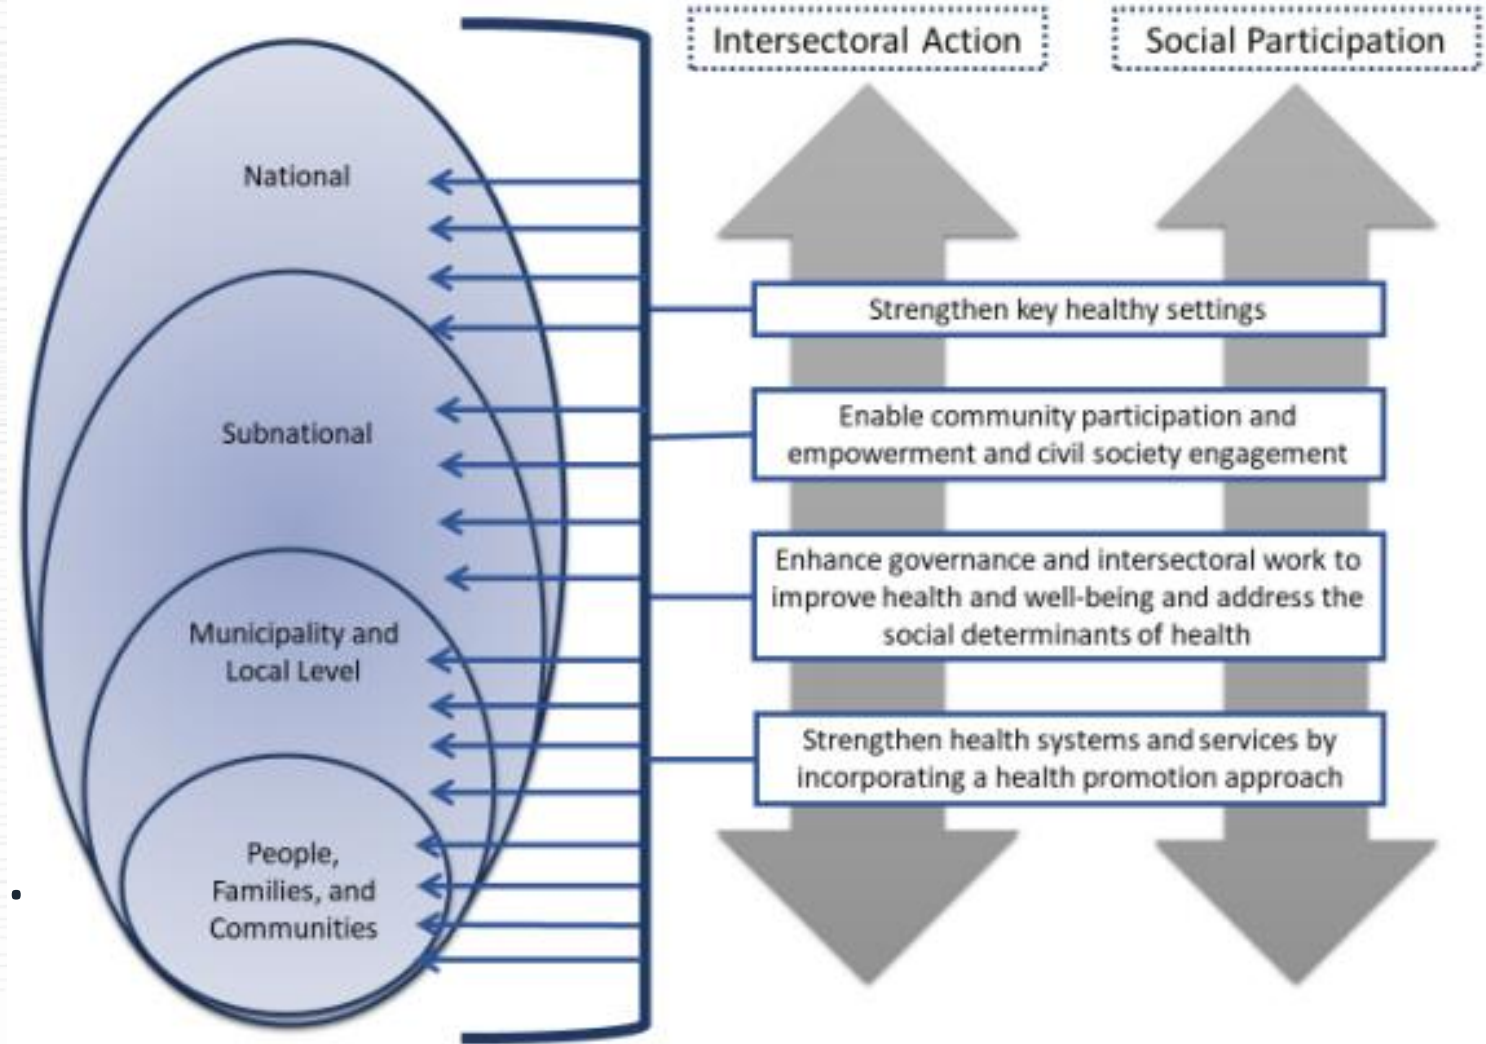 Intersectoral Action
Social Participation
National
Subnational
Municipality and
Local Level
People,
Families, and
Communities
Strengthen key healthy settings
Enable community participation and
empowerment and civil society engagement
Enhance governance and intersectoral work to
improve health and well-being and address the
social determinants of health
Strengthen health systems and services by
incorporating a health promotion approach